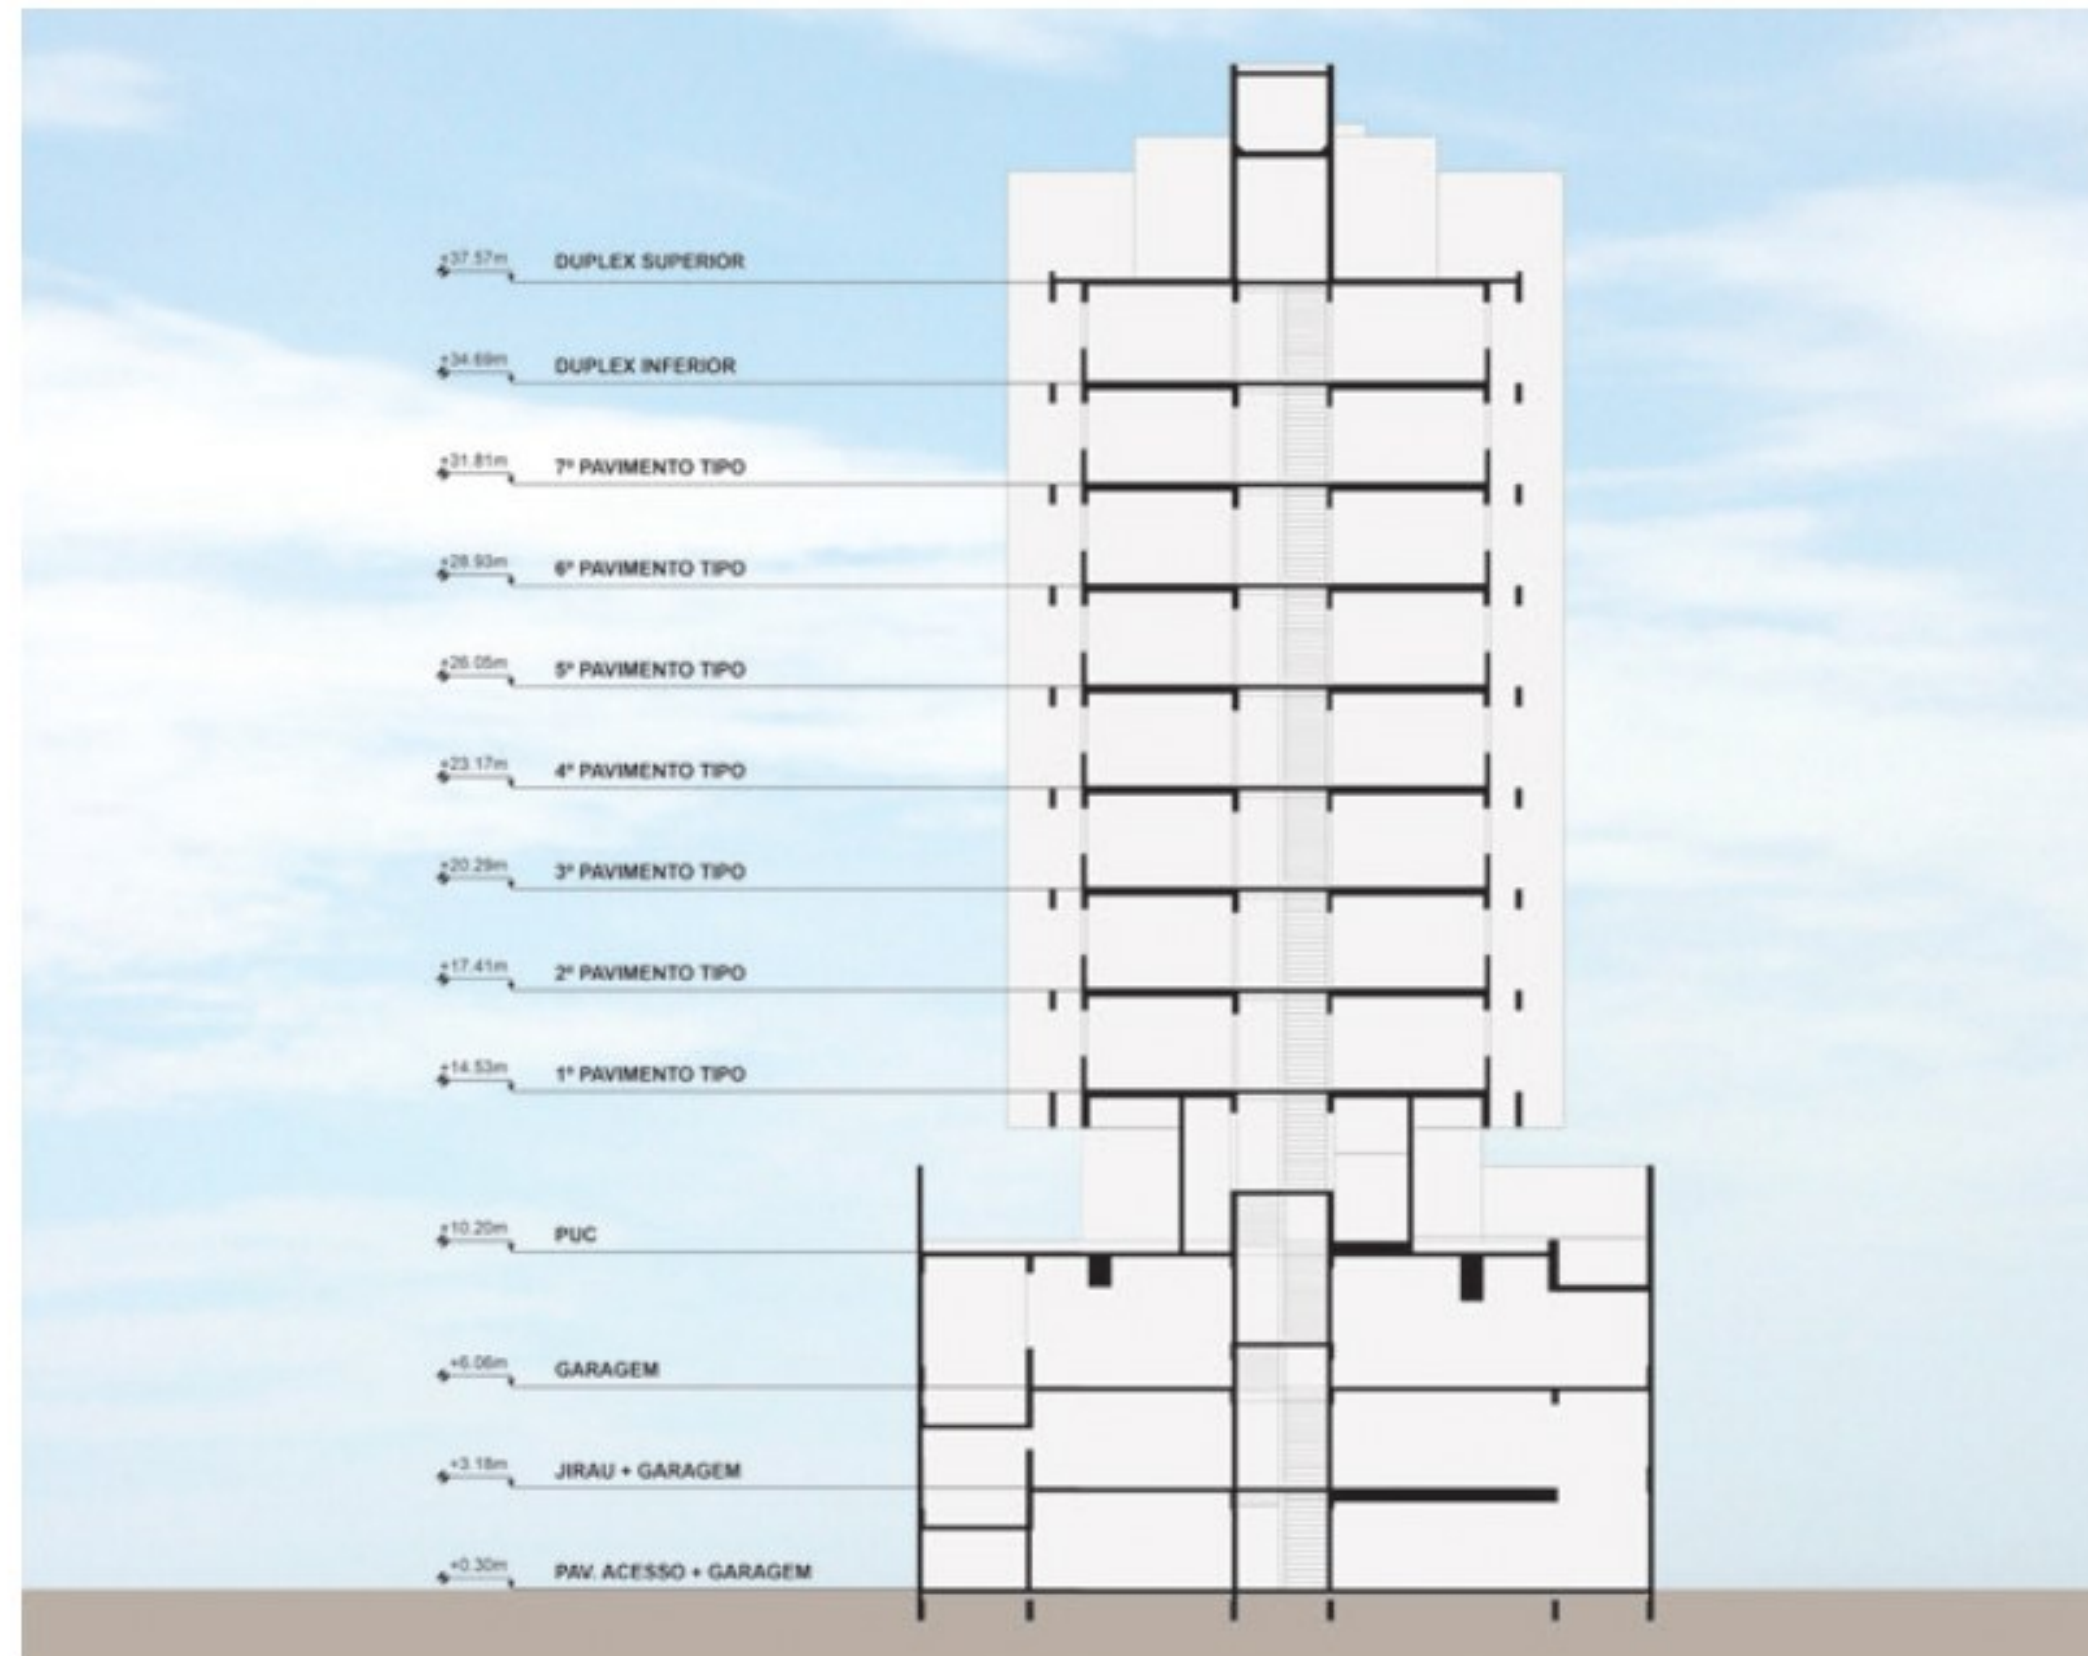 +37.57m DUPLEX SUPERIOR
+34.69m DUPLEX INFERIOR
+31.81m 7º PAVIMENTO TIPO
+28.93m 6º PAVIMENTO TIPO
+26.05m 5º PAVIMENTO TIPO
+23.17m 4º PAVIMENTO TIPO
+20.29m 3º PAVIMENTO TIPO
+17.41m 2º PAVIMENTO TIPO
+14.53m 1º PAVIMENTO TIPO
+10.20m PUC
+6.06m GARAGEM
+3.18m JIRAU + GARAGEM
+0.30m PAV. ACESSO + GARAGEM